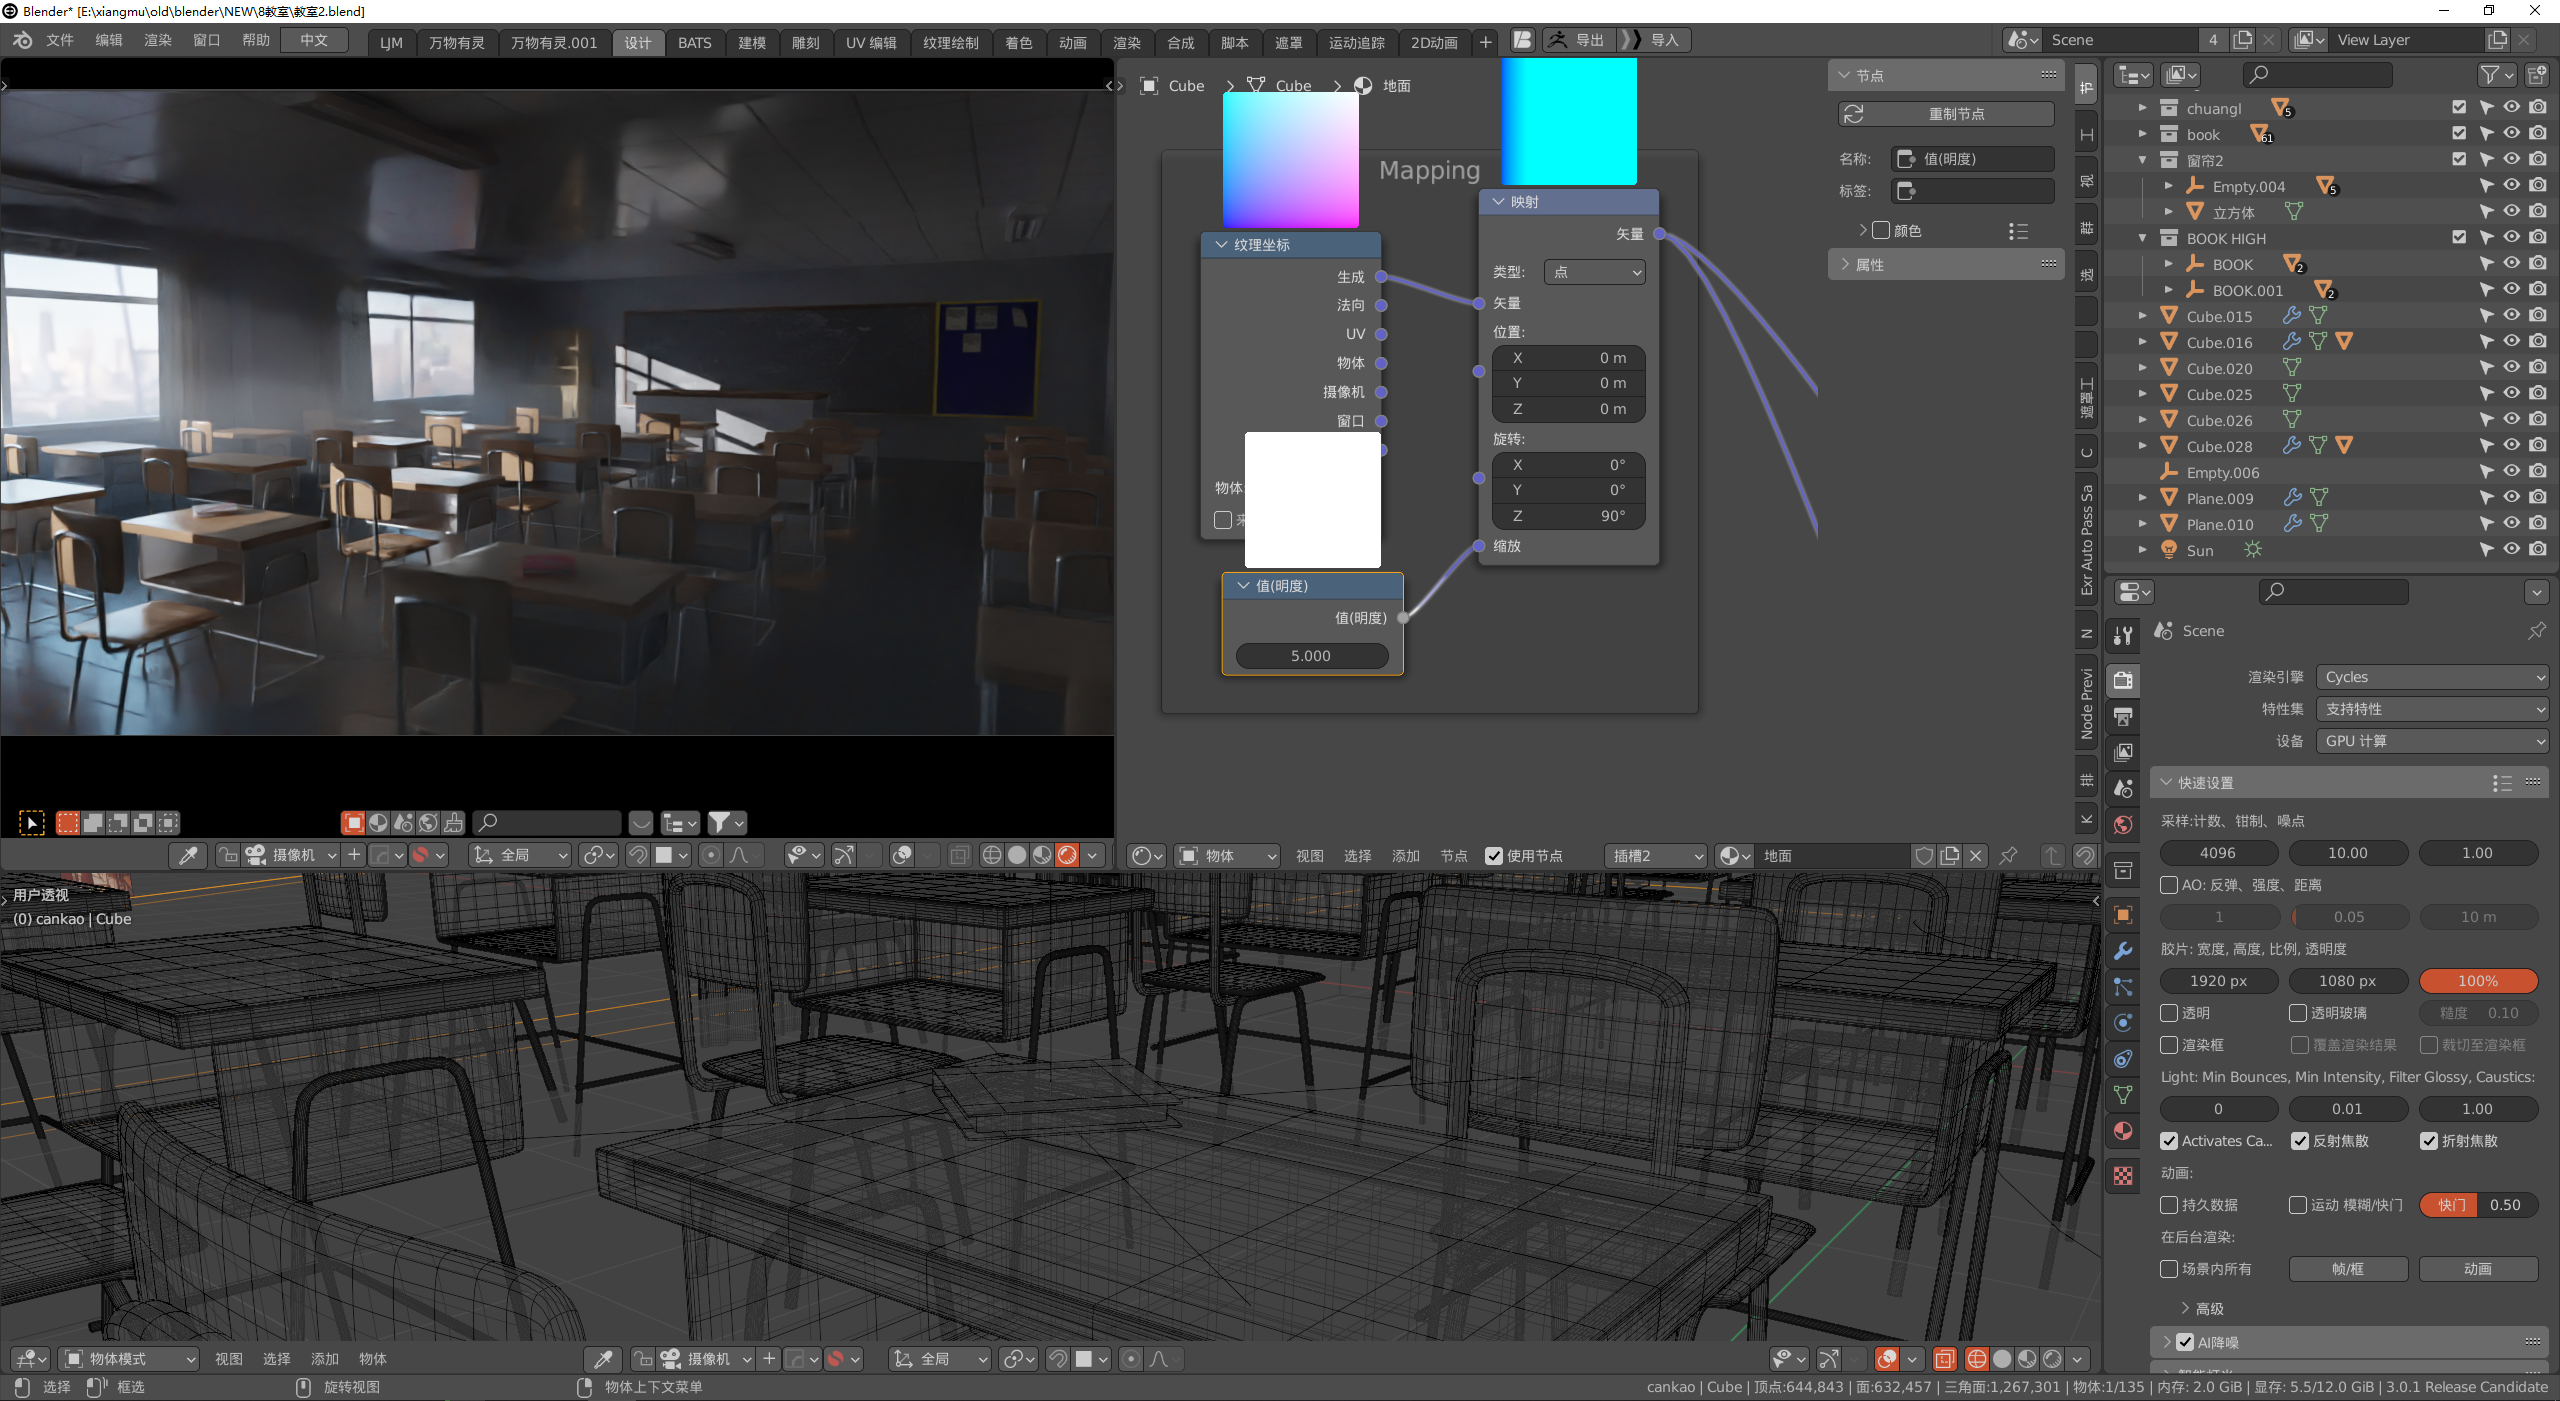 Blender* [E:\xiangmu\old\blender\NEW\8教室\教室2.blend]
文件 编辑 渲染 窗口 帮助 中文 LJM 万物有灵 万物有灵.001 设计 BATS 建模 雕刻 UV 编辑 纹理绘制 着色 动画 渲染 合成 脚本 遮罩 运动追踪 2D动画 导出 导入 Scene 4 View Layer
Cube Cube 地面
Mapping
纹理坐标
生成
法向
UV
物体
摄像机
窗口
物体
映射
矢量
类型: 点
矢量
位置:
X 0 m
Y 0 m
Z 0 m
旋转:
X 0°
Y 0°
Z 90°
缩放
值(明度)
值(明度)
5.000
节点
重制节点
名称: 值(明度)
标签:
颜色
属性
工
视
群
选
遮罩工
C
Exr Auto Pass Sa
N
Node Previ
K
chuangl 5
book 61
窗帘2
Empty.004 5
立方体
BOOK HIGH
BOOK 2
BOOK.001 2
Cube.015
Cube.016
Cube.020
Cube.025
Cube.026
Cube.028
Empty.006
Plane.009
Plane.010
Sun
Scene
渲染引擎 Cycles
特性集 支持特性
设备 GPU 计算
快速设置
采样:计数、钳制、噪点
4096 10.00 1.00
AO: 反弹、强度、距离
1 0.05 10 m
胶片: 宽度, 高度, 比例, 透明度
1920 px 1080 px 100%
透明 透明玻璃 糙度 0.10
渲染框 覆盖渲染结果 裁切至渲染框
Light: Min Bounces, Min Intensity, Filter Glossy, Caustics:
0 0.01 1.00
Activates Ca... 反射焦散 折射焦散
动画:
持久数据 运动 模糊/快门 快门 0.50
在后台渲染:
场景内所有 帧/框 动画
高级
AI降噪
摄像机 全局
物体 视图 选择 添加 节点 使用节点 插槽2 地面
用户透视
(0) cankao | Cube
物体模式 视图 选择 添加 物体 摄像机 全局
选择 框选 旋转视图 物体上下文菜单
cankao | Cube | 顶点:644,843 | 面:632,457 | 三角面:1,267,301 | 物体:1/135 | 内存: 2.0 GiB | 显存: 5.5/12.0 GiB | 3.0.1 Release Candidate